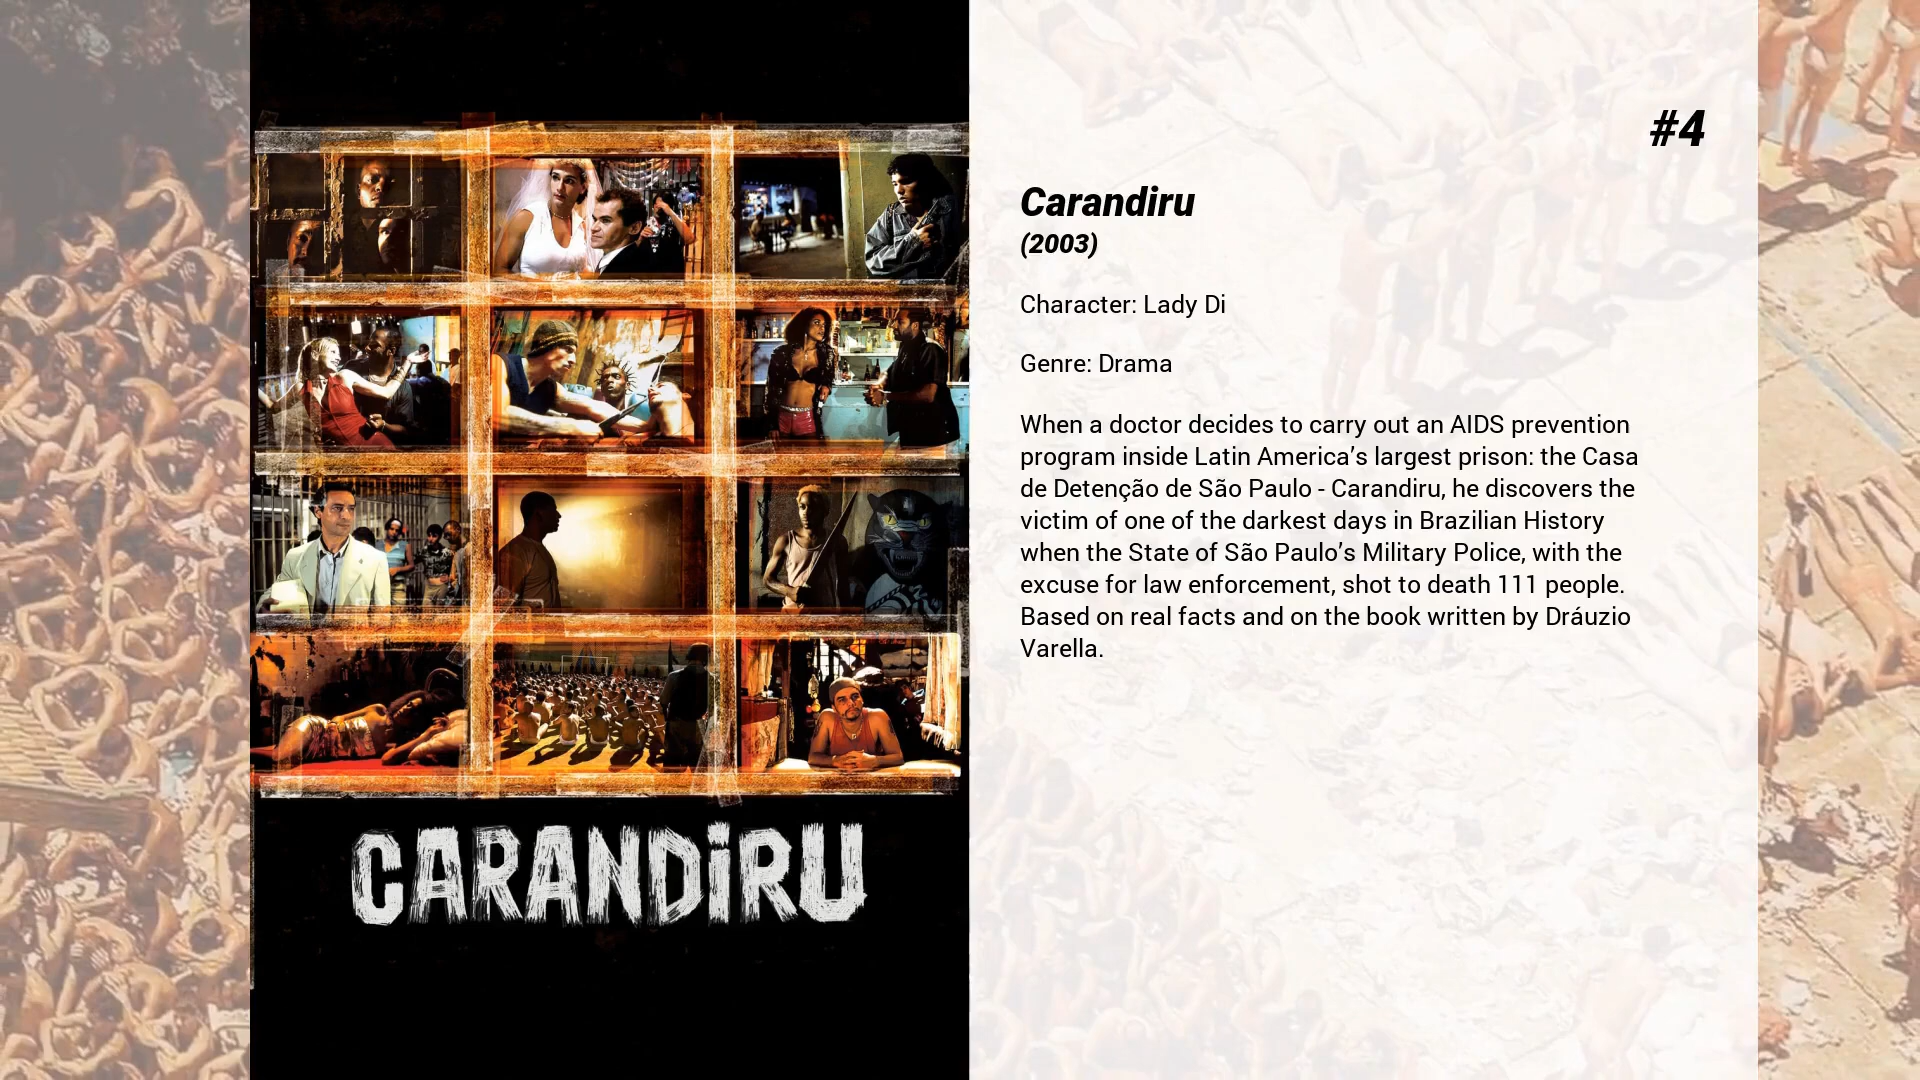 #4
Carandiru
(2003)
Character: Lady Di
Genre: Drama
When a doctor decides to carry out an AIDS prevention
program inside Latin America’s largest prison: the Casa
de Detenção de São Paulo - Carandiru, he discovers the
victim of one of the darkest days in Brazilian History
when the State of São Paulo’s Military Police, with the
excuse for law enforcement, shot to death 111 people.
Based on real facts and on the book written by Dráuzio
Varella.
CARANDiRU